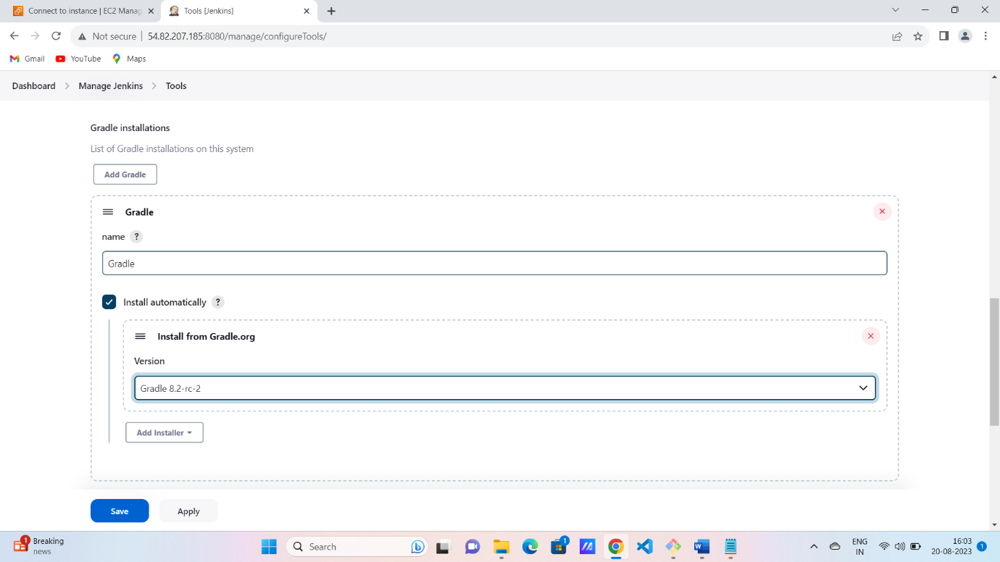 Connect to instance | EC2 Manag
Tools [Jenkins]
Not secure
54.82.207.185:8080/manage/configureTools/
Gmail
YouTube
Maps
Dashboard
Manage Jenkins
Tools
Gradle installations
List of Gradle installations on this system
Add Gradle
Gradle
name ?
Gradle
Install automatically ?
Install from Gradle.org
Version
Gradle 8.2-rc-2
Add Installer
Save
Apply
1
Breaking
news
Search
1
ENG
IN
16:03
20-08-2023
1